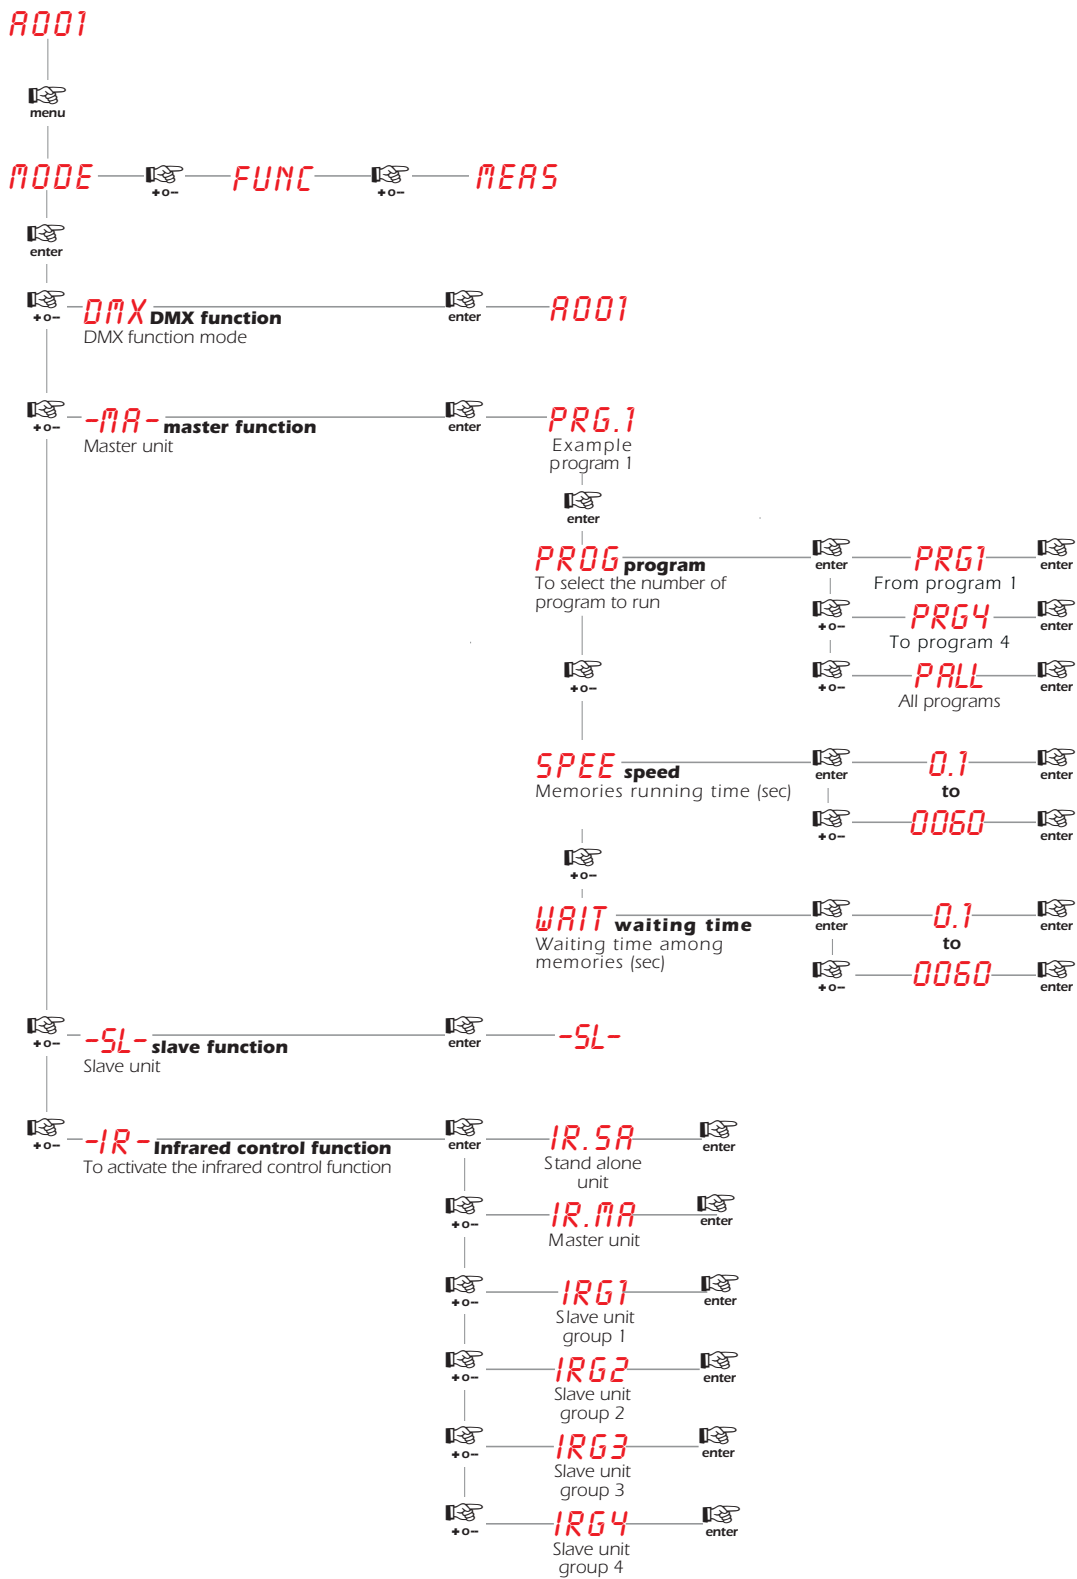 A001
menu
MODE +o− FUNC +o− MEAS
enter
+o− DMX DMX function enter A001
DMX function mode
+o− -MA- master function enter PRG.1
Master unit
Example
program 1
enter
PROG program enter PRG1 enter
To select the number of
program to run
From program 1
+o− PRG4 enter
To program 4
+o−
+o− PALL enter
All programs
SPEE speed enter 0.1 enter
Memories running time (sec)
to
+o− 0060 enter
+o−
WAIT waiting time enter 0.1 enter
Waiting time among
memories (sec)
to
+o− 0060 enter
+o− -SL- slave function enter -SL-
Slave unit
+o− -IR- Infrared control function enter IR.SA enter
To activate the infrared control function
Stand alone
unit
+o− IR.MA enter
Master unit
+o− IRG1 enter
Slave unit
group 1
+o− IRG2 enter
Slave unit
group 2
+o− IRG3 enter
Slave unit
group 3
+o− IRG4 enter
Slave unit
group 4